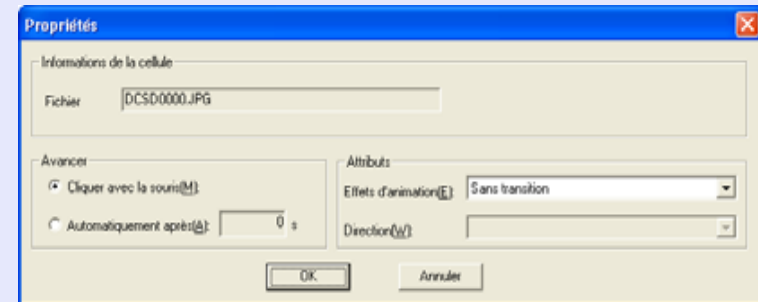 Propriétés
Informations de la cellule
Fichier DCSD0000.JPG
Avancer
Cliquer avec la souris(M):
Automatiquement après(A): 0 s
Attributs
Effets d'animation(E): Sans transition
Direction(W):
OK Annuler